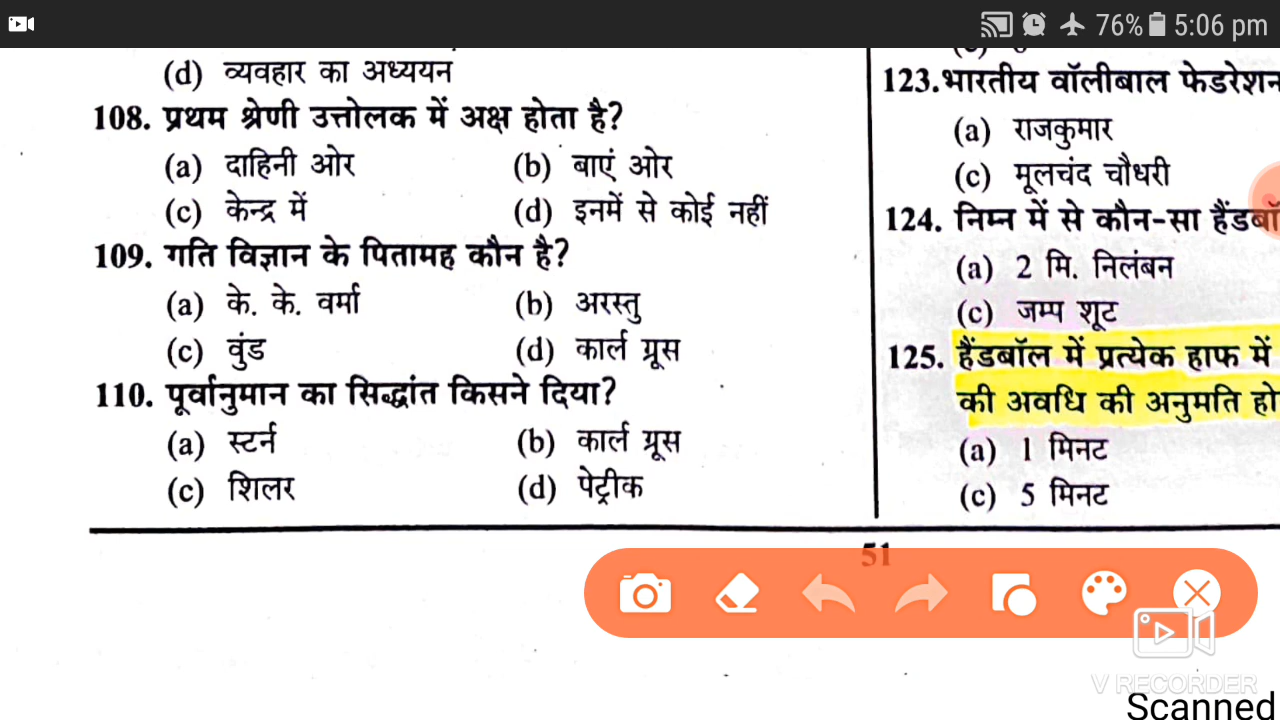 76% 5:06 pm
(d) व्यवहार का अध्ययन
108. प्रथम श्रेणी उत्तोलक में अक्ष होता है?
(a) दाहिनी ओर (b) बाएं ओर
(c) केन्द्र में (d) इनमें से कोई नहीं
109. गति विज्ञान के पितामह कौन है?
(a) के. के. वर्मा (b) अरस्तु
(c) वुंड (d) कार्ल ग्रूस
110. पूर्वानुमान का सिद्धांत किसने दिया?
(a) स्टर्न (b) कार्ल ग्रूस
(c) शिलर (d) पेट्रीक
123. भारतीय वॉलीबाल फेडरेशन
(a) राजकुमार
(c) मूलचंद चौधरी
124. निम्न में से कौन-सा हैंडबॉ
(a) 2 मि. निलंबन
(c) जम्प शूट
125. हैंडबॉल में प्रत्येक हाफ में
की अवधि की अनुमति हो
(a) 1 मिनट
(c) 5 मिनट
51
V RECORDER
Scanned